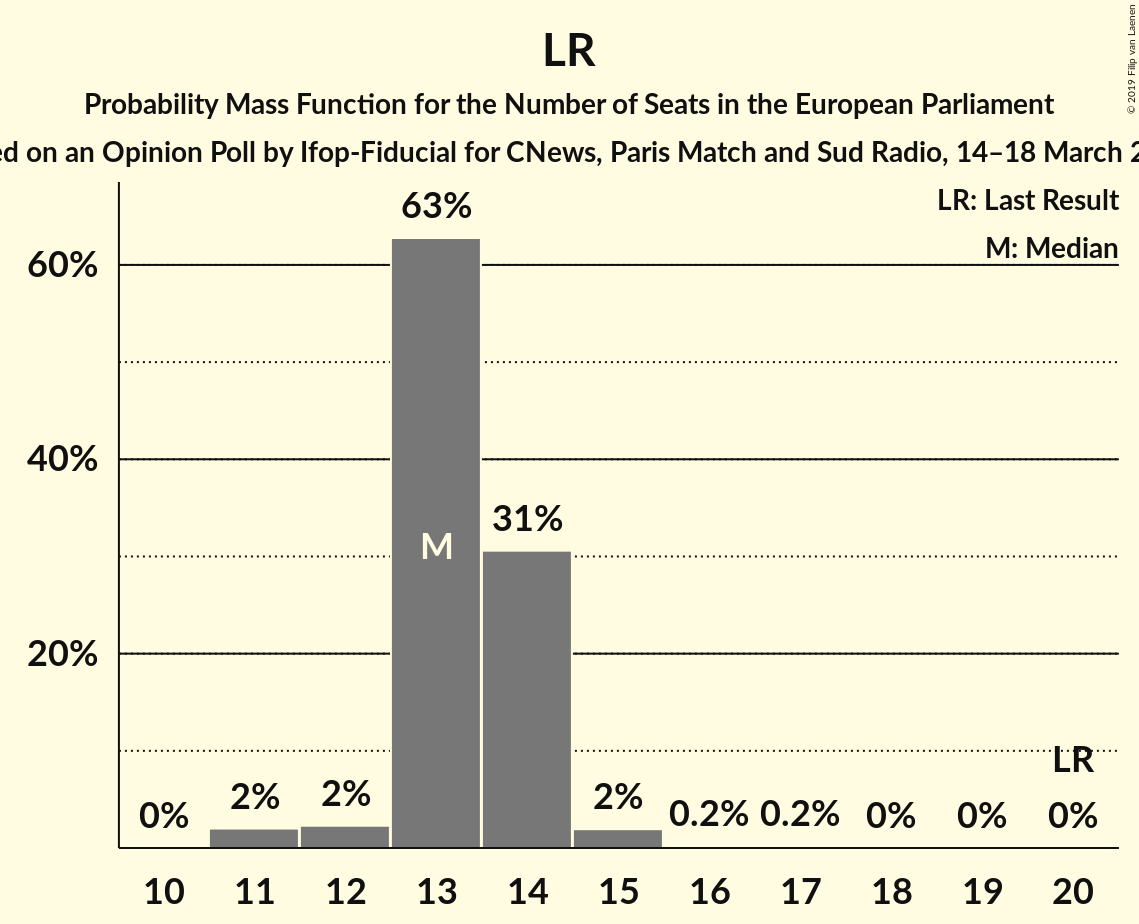 LR
Probability Mass Function for the Number of Seats in the European Parliament
ed on an Opinion Poll by Ifop-Fiducial for CNews, Paris Match and Sud Radio, 14–18 March 2
© 2019 Filip van Laenen
LR: Last Result
M: Median
63%
60%
40%
31%
M
20%
LR
0% 2% 2% 2% 0.2% 0.2% 0% 0% 0%
10 11 12 13 14 15 16 17 18 19 20